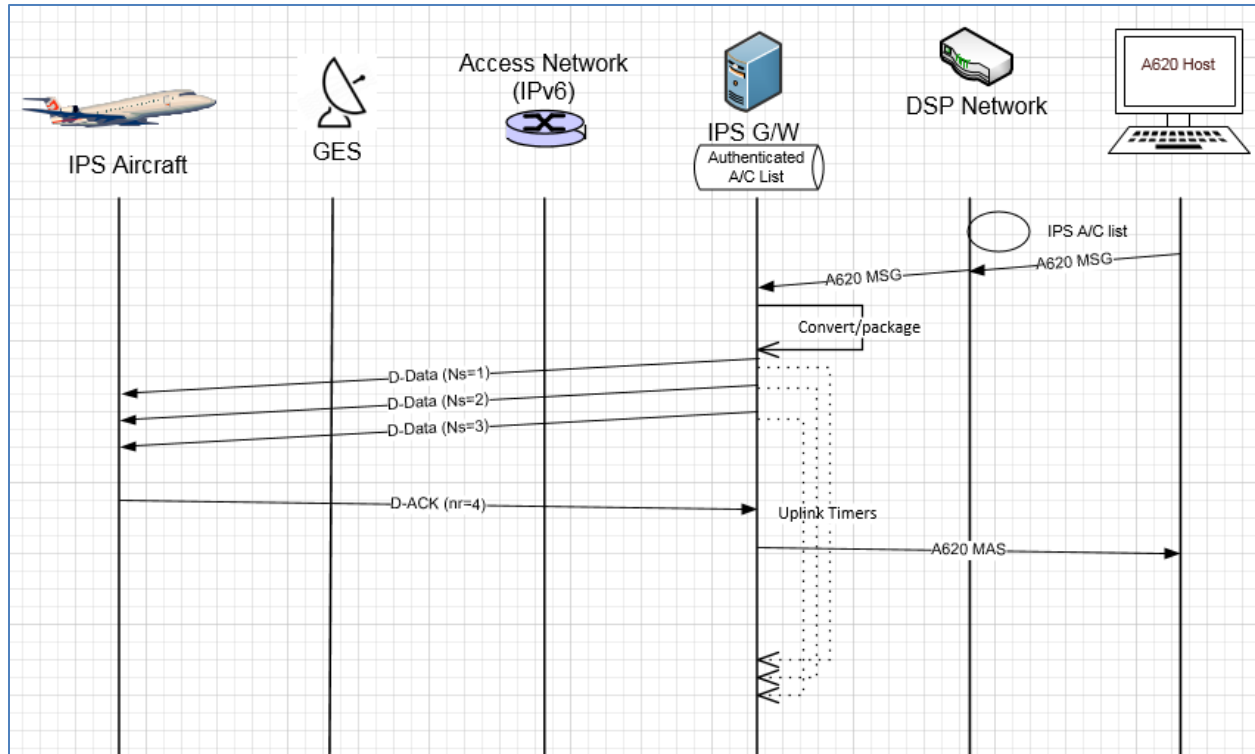 IPS Aircraft
GES
Access Network
(IPv6)
IPS G/W
Authenticated
A/C List
DSP Network
A620 Host
IPS A/C list
A620 MSG
A620 MSG
Convert/package
D-Data (Ns=1)
D-Data (Ns=2)
D-Data (Ns=3)
D-ACK (nr=4)
Uplink Timers
A620 MAS